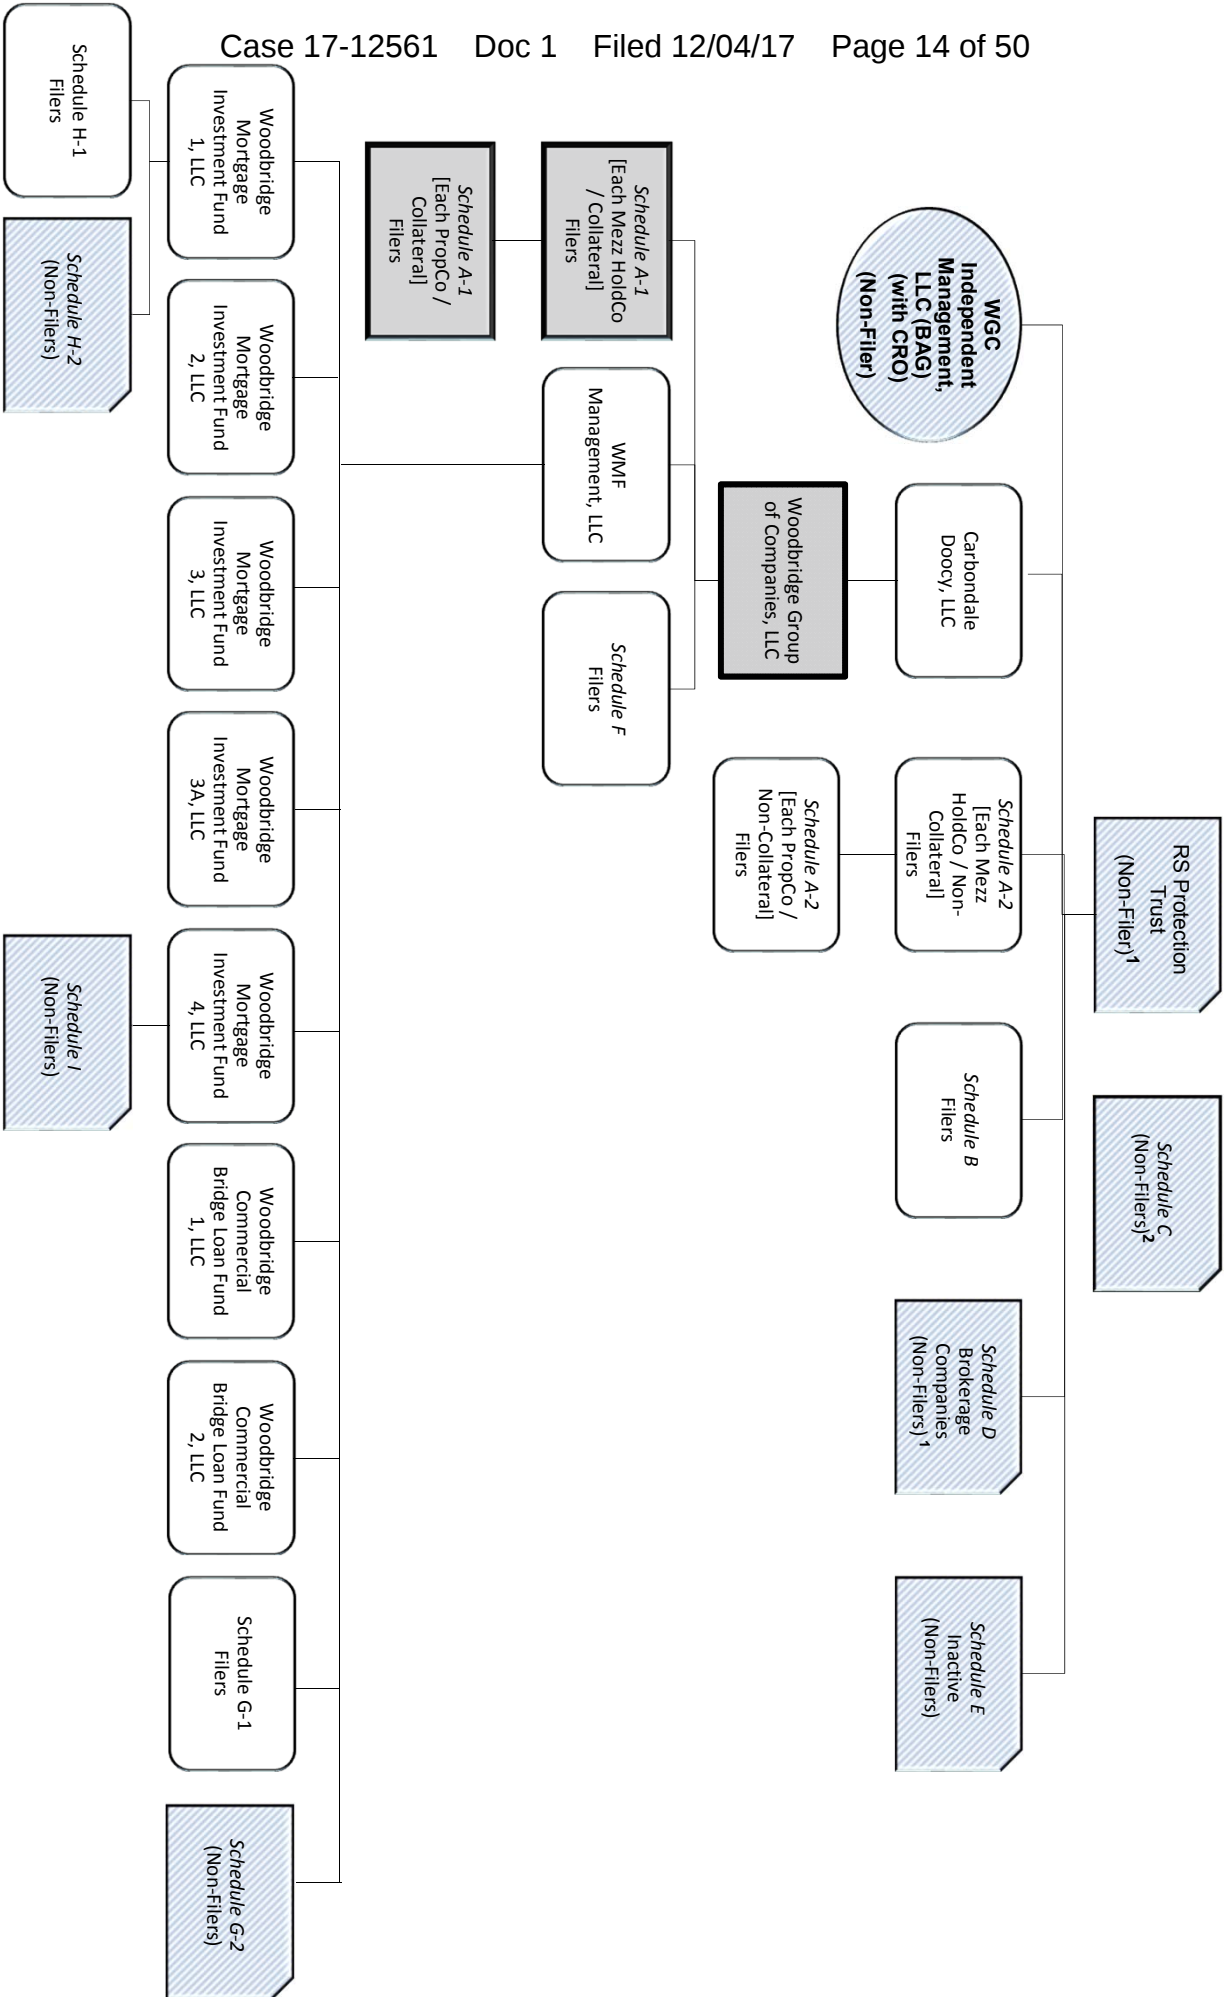 Case 17-12561 Doc 1 Filed 12/04/17 Page 14 of 50
RS Protection
Trust
(Non-Filer)1
Schedule C
(Non-Filers)2
WGC
Independent
Management,
LLC (BAG)
(with CRO)
(Non-Filer)
Carbondale
Doocy, LLC
Schedule A-2
[Each Mezz
HoldCo / Non-
Collateral]
Filers
Schedule B
Filers
Schedule D
Brokerage
Companies
(Non-Filers)1
Schedule E
Inactive
(Non-Filers)
Woodbridge Group
of Companies, LLC
Schedule A-2
[Each PropCo /
Non-Collateral]
Filers
Schedule A-1
[Each Mezz HoldCo
/ Collateral]
Filers
WMF
Management, LLC
Schedule F
Filers
Schedule A-1
[Each PropCo /
Collateral]
Filers
Woodbridge
Mortgage
Investment Fund
1, LLC
Woodbridge
Mortgage
Investment Fund
2, LLC
Woodbridge
Mortgage
Investment Fund
3, LLC
Woodbridge
Mortgage
Investment Fund
3A, LLC
Woodbridge
Mortgage
Investment Fund
4, LLC
Woodbridge
Commercial
Bridge Loan Fund
1, LLC
Woodbridge
Commercial
Bridge Loan Fund
2, LLC
Schedule G-1
Filers
Schedule G-2
(Non-Filers)
Schedule H-1
Filers
Schedule H-2
(Non-Filers)
Schedule I
(Non-Filers)